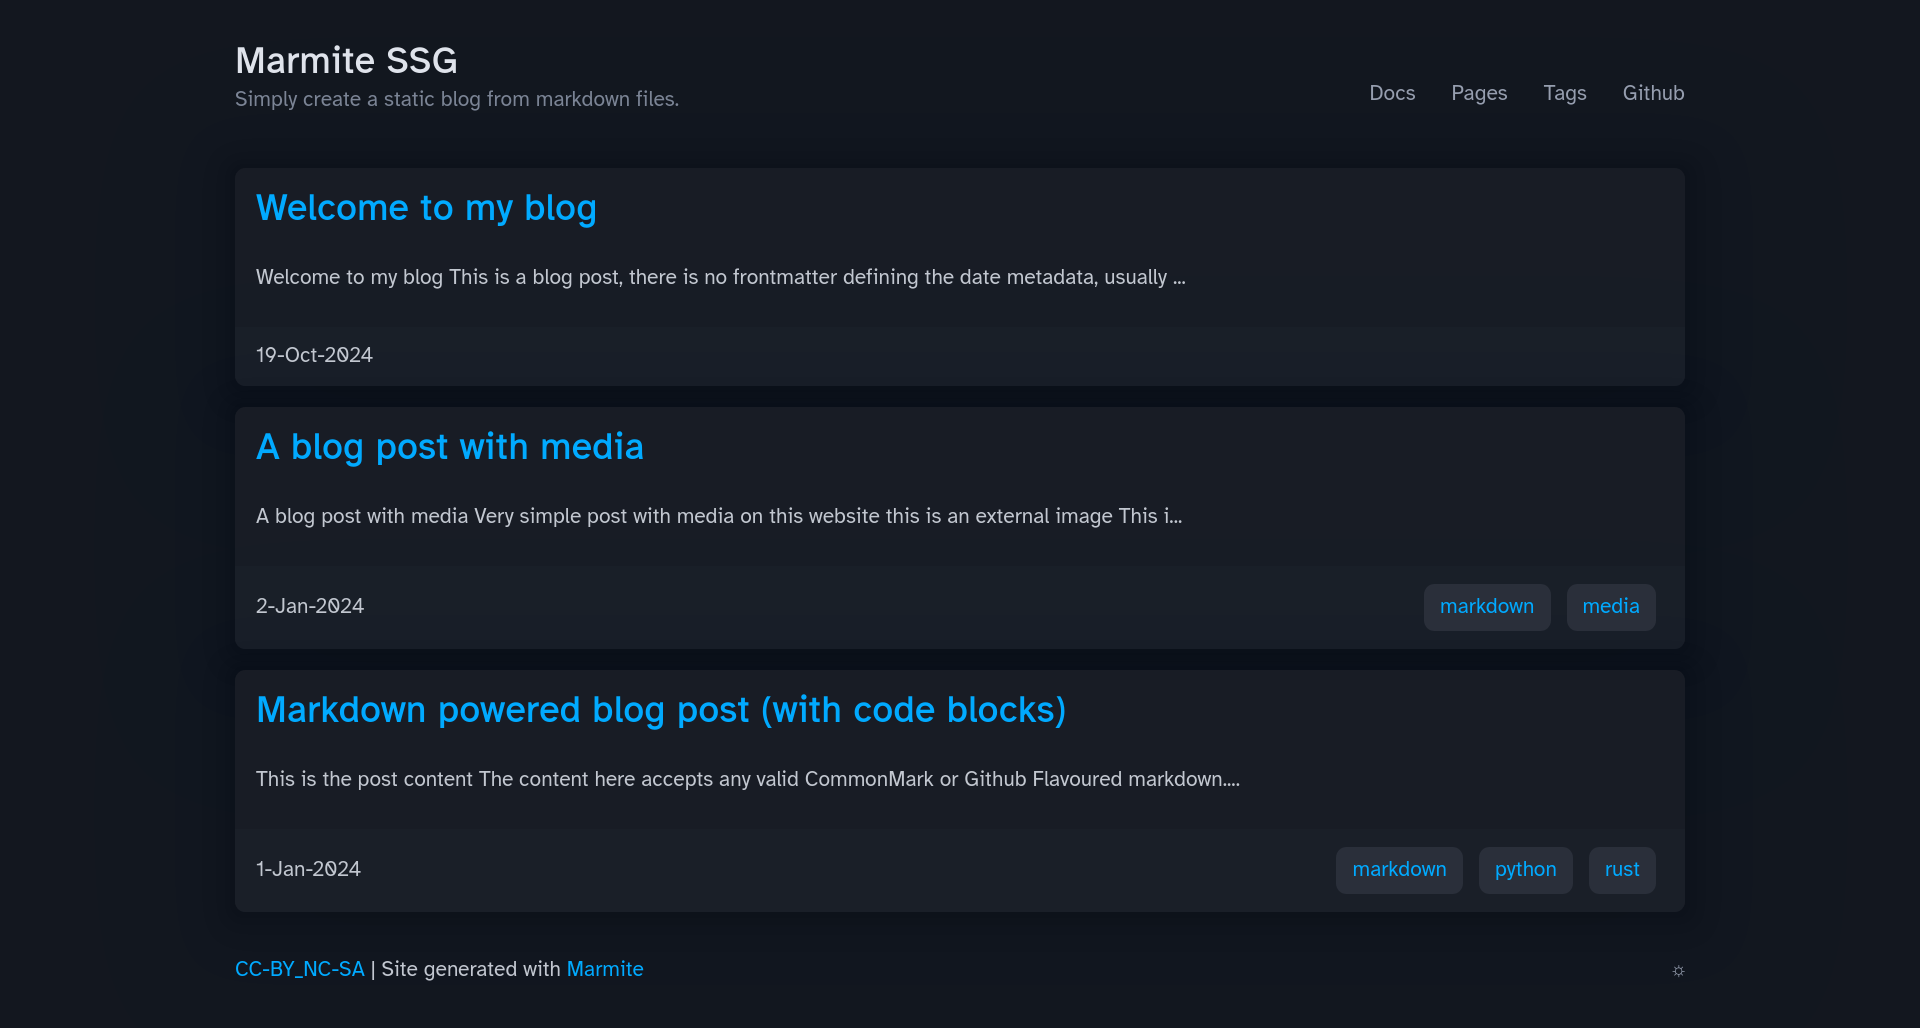 Marmite SSG
Simply create a static blog from markdown files.
Docs Pages Tags Github
Welcome to my blog
Welcome to my blog This is a blog post, there is no frontmatter defining the date metadata, usually ...
19-Oct-2024
A blog post with media
A blog post with media Very simple post with media on this website this is an external image This i...
2-Jan-2024 markdown media
Markdown powered blog post (with code blocks)
This is the post content The content here accepts any valid CommonMark or Github Flavoured markdown....
1-Jan-2024 markdown python rust
CC-BY_NC-SA | Site generated with Marmite